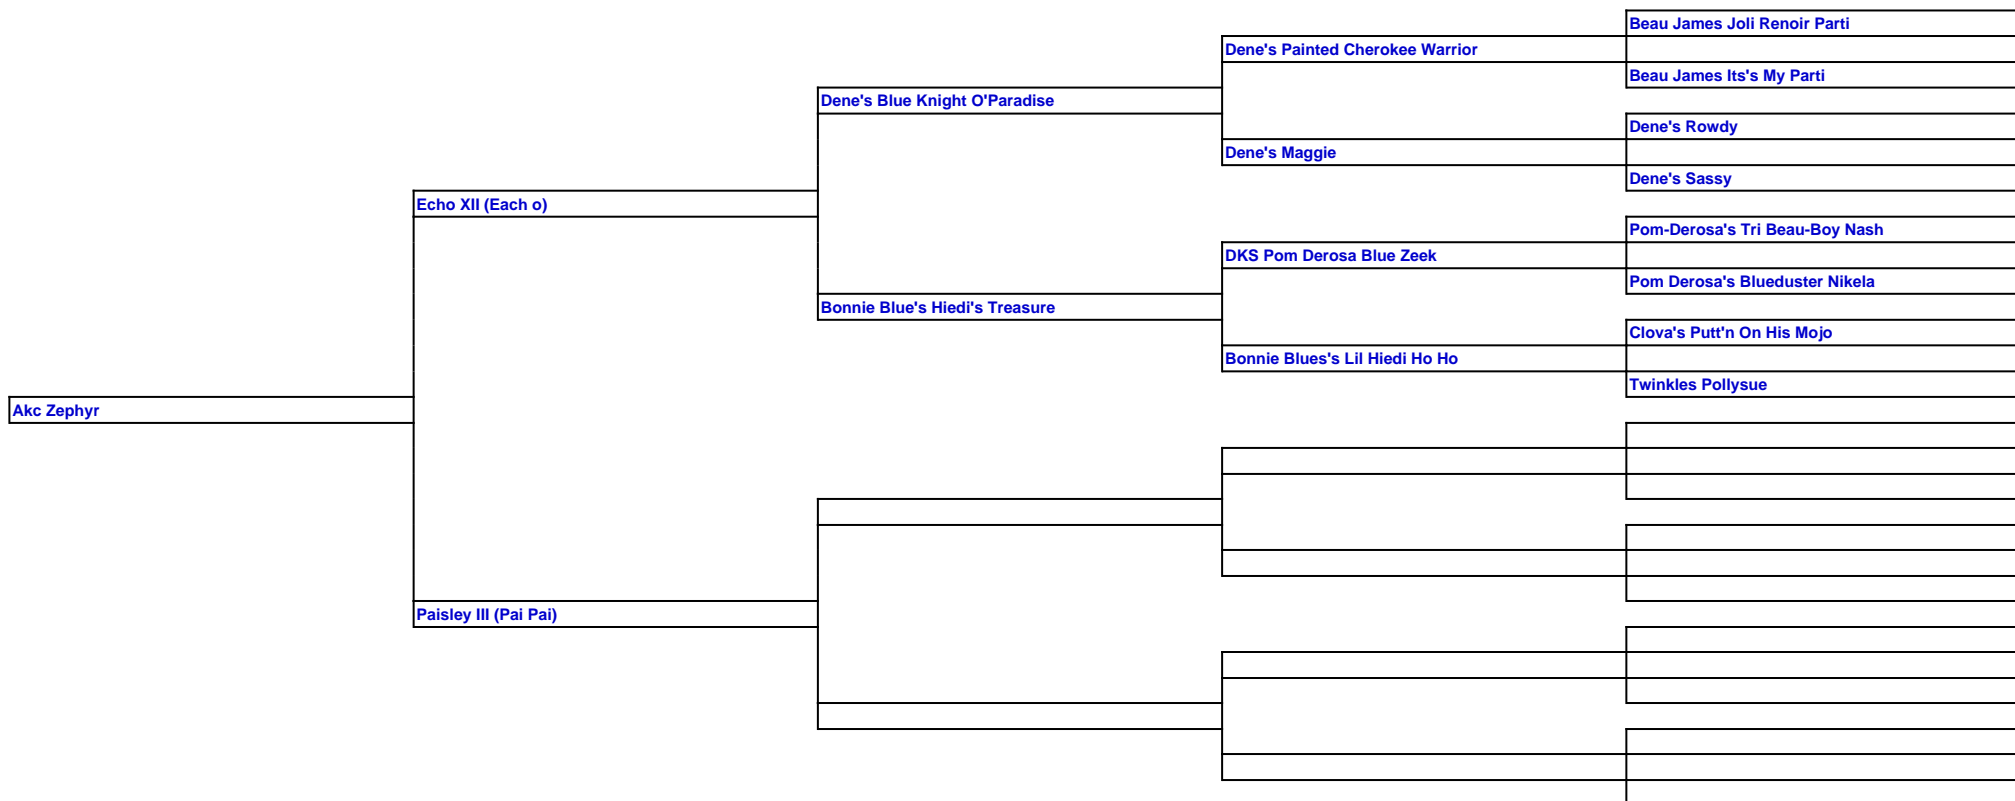 Beau James Joli Renoir Parti
Dene's Painted Cherokee Warrior
Beau James Its's My Parti
Dene's Blue Knight O'Paradise
Dene's Rowdy
Dene's Maggie
Dene's Sassy
Echo XII (Each o)
Pom-Derosa's Tri Beau-Boy Nash
DKS Pom Derosa Blue Zeek
Pom Derosa's Blueduster Nikela
Bonnie Blue's Hiedi's Treasure
Clova's Putt'n On His Mojo
Bonnie Blues's Lil Hiedi Ho Ho
Twinkles Pollysue
Akc Zephyr
Paisley III (Pai Pai)